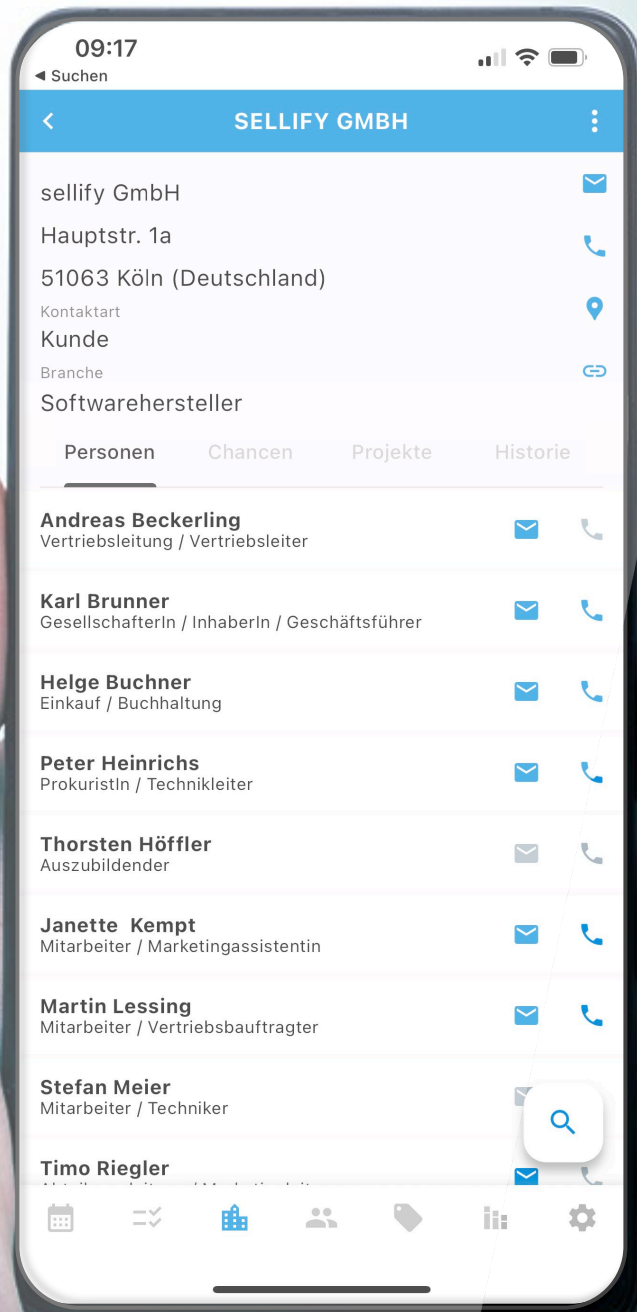 09:17
◀ Suchen
SELLIFY GMBH
sellify GmbH
Hauptstr. 1a
51063 Köln (Deutschland)
Kontaktart
Kunde
Branche
Softwarehersteller
Personen Chancen Projekte Historie
Andreas Beckerling
Vertriebsleitung / Vertriebsleiter
Karl Brunner
GesellschafterIn / InhaberIn / Geschäftsführer
Helge Buchner
Einkauf / Buchhaltung
Peter Heinrichs
ProkuristIn / Technikleiter
Thorsten Höffler
Auszubildender
Janette  Kempt
Mitarbeiter / Marketingassistentin
Martin Lessing
Mitarbeiter / Vertriebsbauftragter
Stefan Meier
Mitarbeiter / Techniker
Timo Riegler